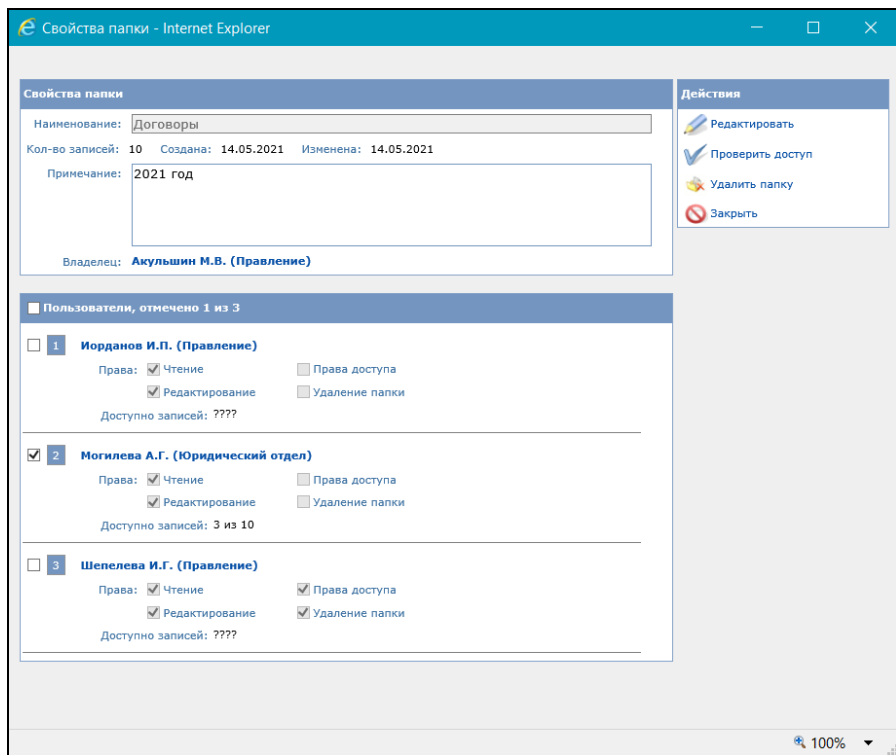 Свойства папки - Internet Explorer
Свойства папки
Наименование: Договоры
Кол-во записей: 10 Создана: 14.05.2021 Изменена: 14.05.2021
Примечание: 2021 год
Владелец: Акульшин М.В. (Правление)
Действия
Редактировать
Проверить доступ
Удалить папку
Закрыть
Пользователи, отмечено 1 из 3
1 Иорданов И.П. (Правление)
Права: Чтение Права доступа
Редактирование Удаление папки
Доступно записей: ????
2 Могилева А.Г. (Юридический отдел)
Права: Чтение Права доступа
Редактирование Удаление папки
Доступно записей: 3 из 10
3 Шепелева И.Г. (Правление)
Права: Чтение Права доступа
Редактирование Удаление папки
Доступно записей: ????
100%